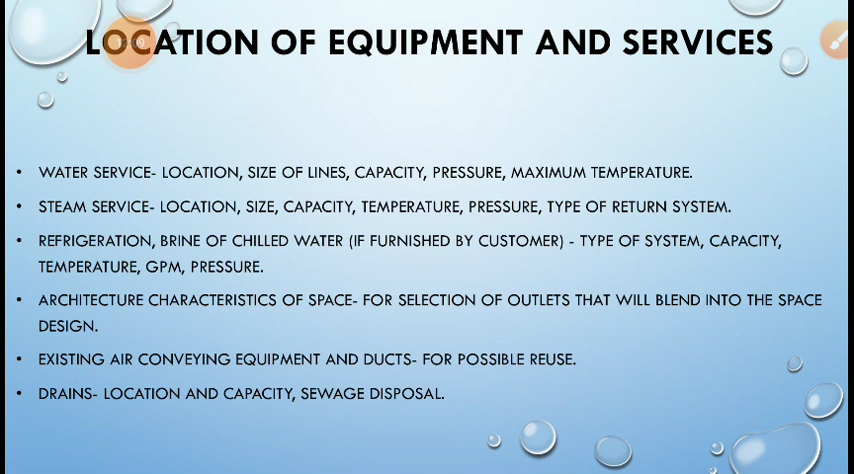 LOCATION OF EQUIPMENT AND SERVICES
• WATER SERVICE- LOCATION, SIZE OF LINES, CAPACITY, PRESSURE, MAXIMUM TEMPERATURE.
• STEAM SERVICE- LOCATION, SIZE, CAPACITY, TEMPERATURE, PRESSURE, TYPE OF RETURN SYSTEM.
• REFRIGERATION, BRINE OF CHILLED WATER (IF FURNISHED BY CUSTOMER) - TYPE OF SYSTEM, CAPACITY,
TEMPERATURE, GPM, PRESSURE.
• ARCHITECTURE CHARACTERISTICS OF SPACE- FOR SELECTION OF OUTLETS THAT WILL BLEND INTO THE SPACE
DESIGN.
• EXISTING AIR CONVEYING EQUIPMENT AND DUCTS- FOR POSSIBLE REUSE.
• DRAINS- LOCATION AND CAPACITY, SEWAGE DISPOSAL.